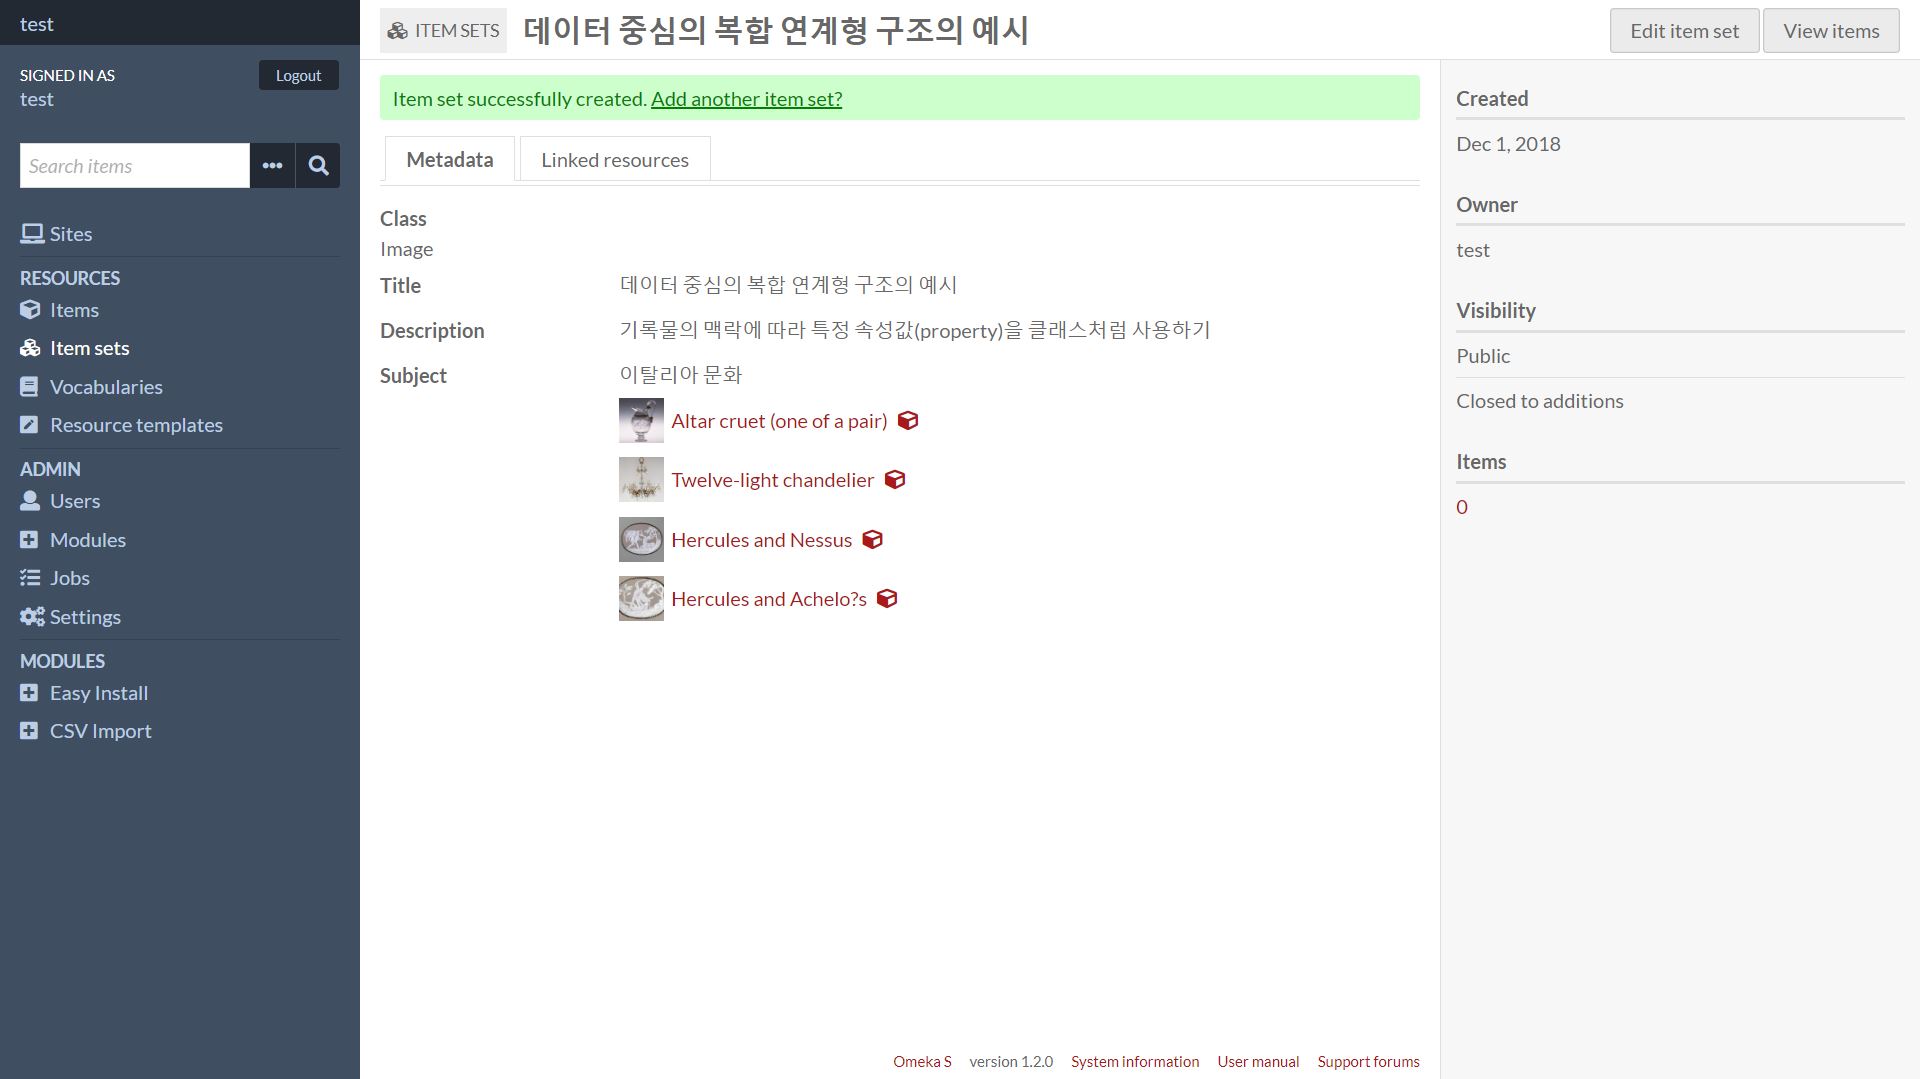 test
SIGNED IN AS
Logout
test
Search items
Sites
RESOURCES
Items
Item sets
Vocabularies
Resource templates
ADMIN
Users
Modules
Jobs
Settings
MODULES
Easy Install
CSV Import
ITEM SETS 데이터 중심의 복합 연계형 구조의 예시
Edit item set
View items
Item set successfully created. Add another item set?
Metadata
Linked resources
Class
Image
Title 데이터 중심의 복합 연계형 구조의 예시
Description 기록물의 맥락에 따라 특정 속성값(property)을 클래스처럼 사용하기
Subject 이탈리아 문화
Altar cruet (one of a pair)
Twelve-light chandelier
Hercules and Nessus
Hercules and Achelo?s
Created
Dec 1, 2018
Owner
test
Visibility
Public
Closed to additions
Items
0
Omeka S version 1.2.0 System information User manual Support forums